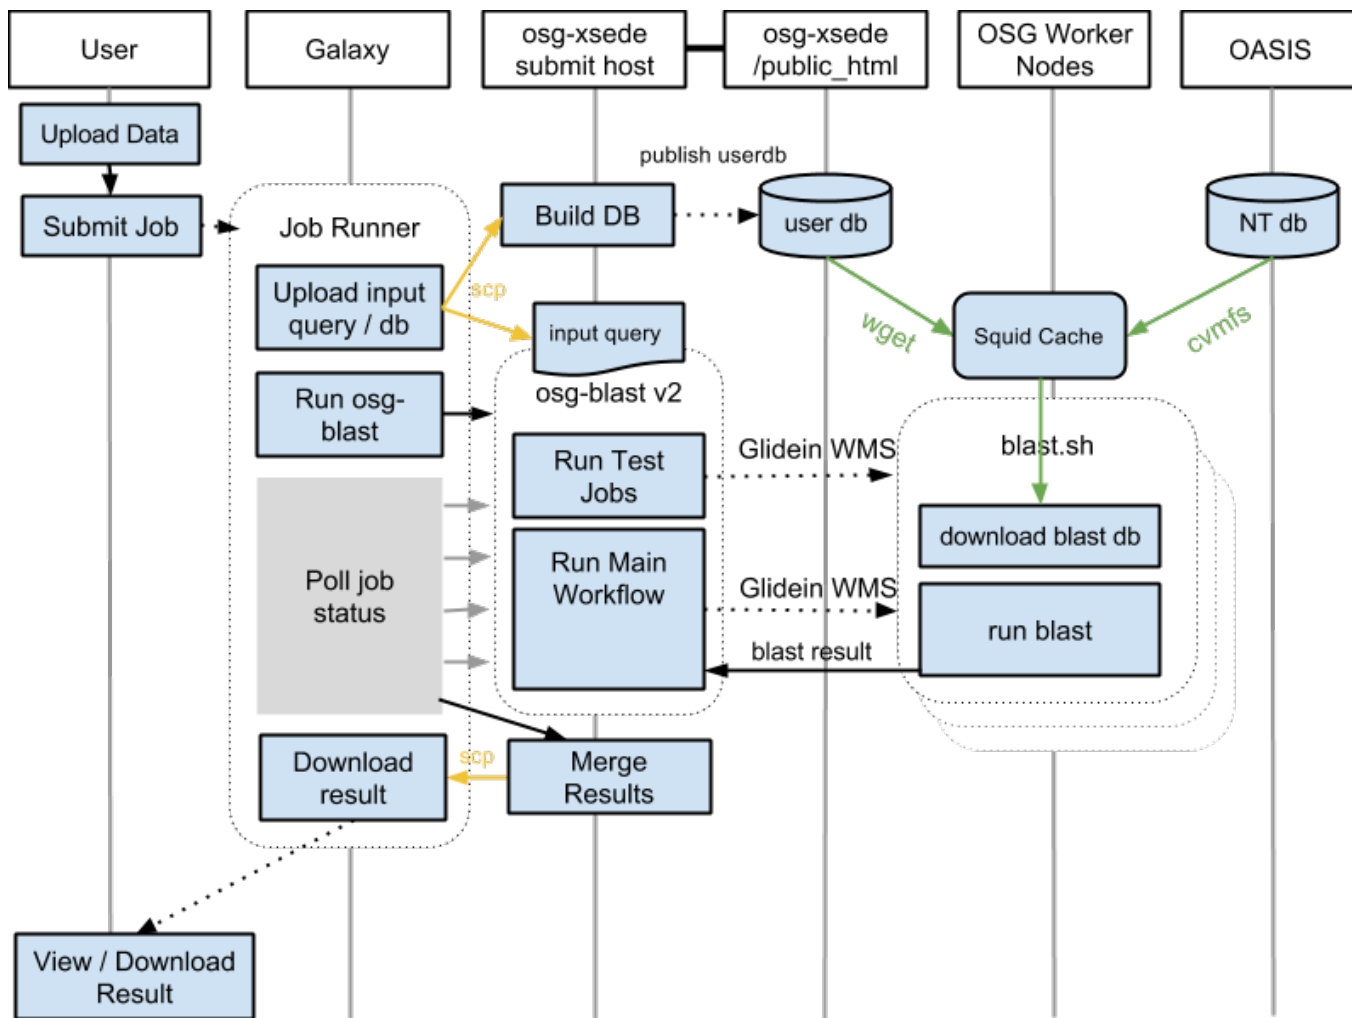 User
Galaxy
osg-xsede
submit host
osg-xsede
/public_html
OSG Worker
Nodes
OASIS
Upload Data
Submit Job
Job Runner
Upload input
query / db
scp
Build DB
publish userdb
user db
NT db
input query
wget
Squid Cache
cvmfs
Run osg-
blast
osg-blast v2
Run Test
Jobs
Glidein WMS
blast.sh
download blast db
Poll job
status
Run Main
Workflow
Glidein WMS
run blast
blast result
Download
result
scp
Merge
Results
View / Download
Result